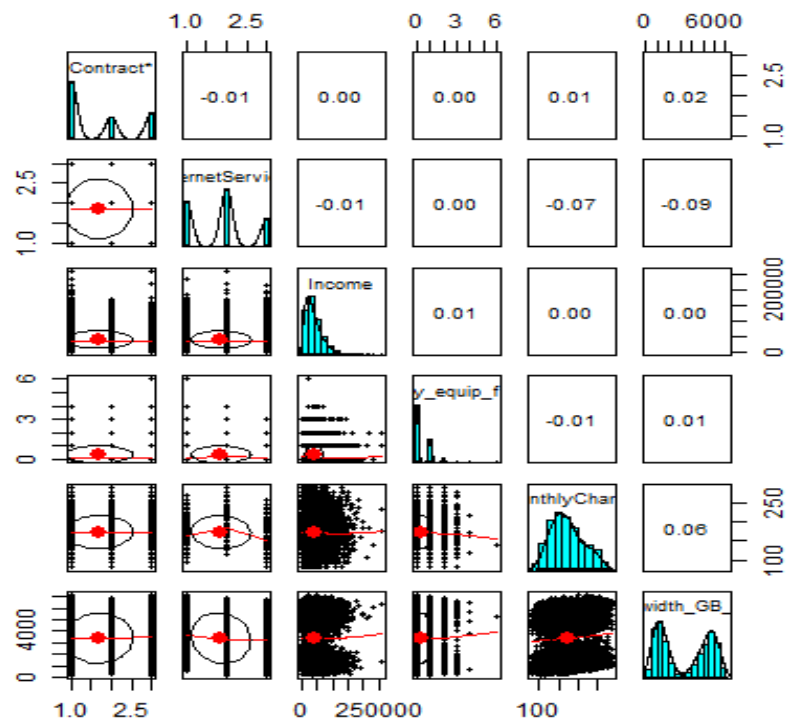 1.0 2.5 0 3 6 0 6000
Contract* -0.01 0.00 0.00 0.01 0.02 1.0 2.5
1.0 2.5 ernetServi -0.01 0.00 -0.07 -0.09
Income 0.01 0.00 0.00 0 200000
0 3 6 y_equip_f -0.01 0.01
nthlyChar 0.06 100 250
0 4000 width_GB_
1.0 2.5 0 250000 100